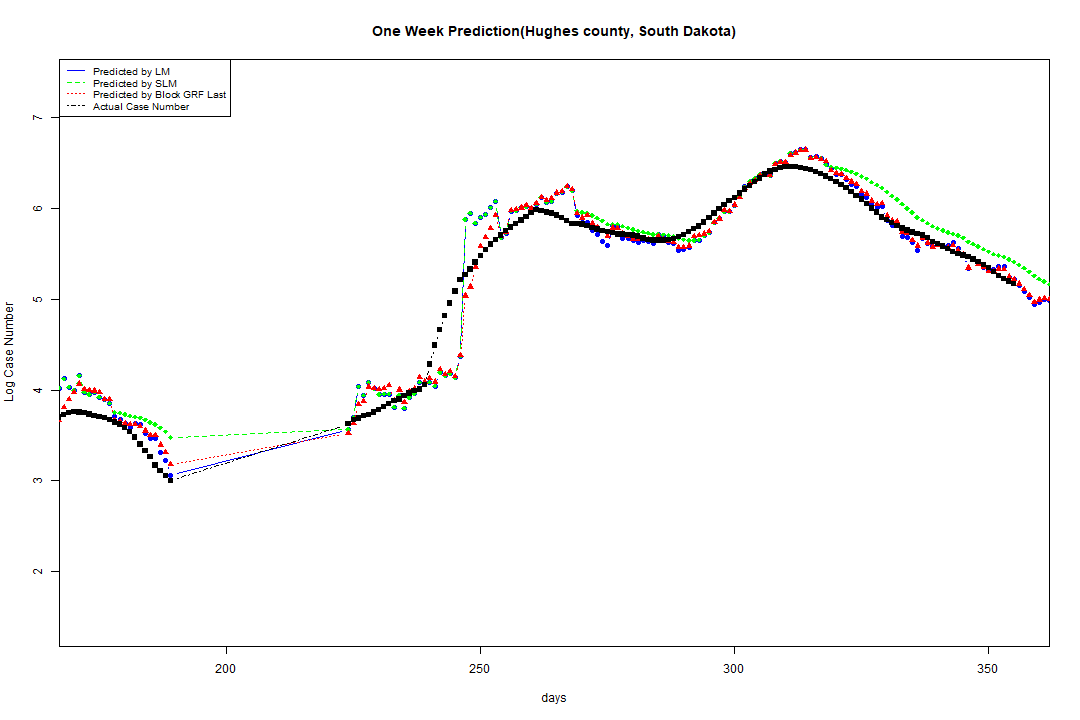 One Week Prediction(Hughes county, South Dakota)
Predicted by LM
Predicted by SLM
Predicted by Block GRF Last
Actual Case Number
Log Case Number
7
6
5
4
3
2
200 250 300 350
days